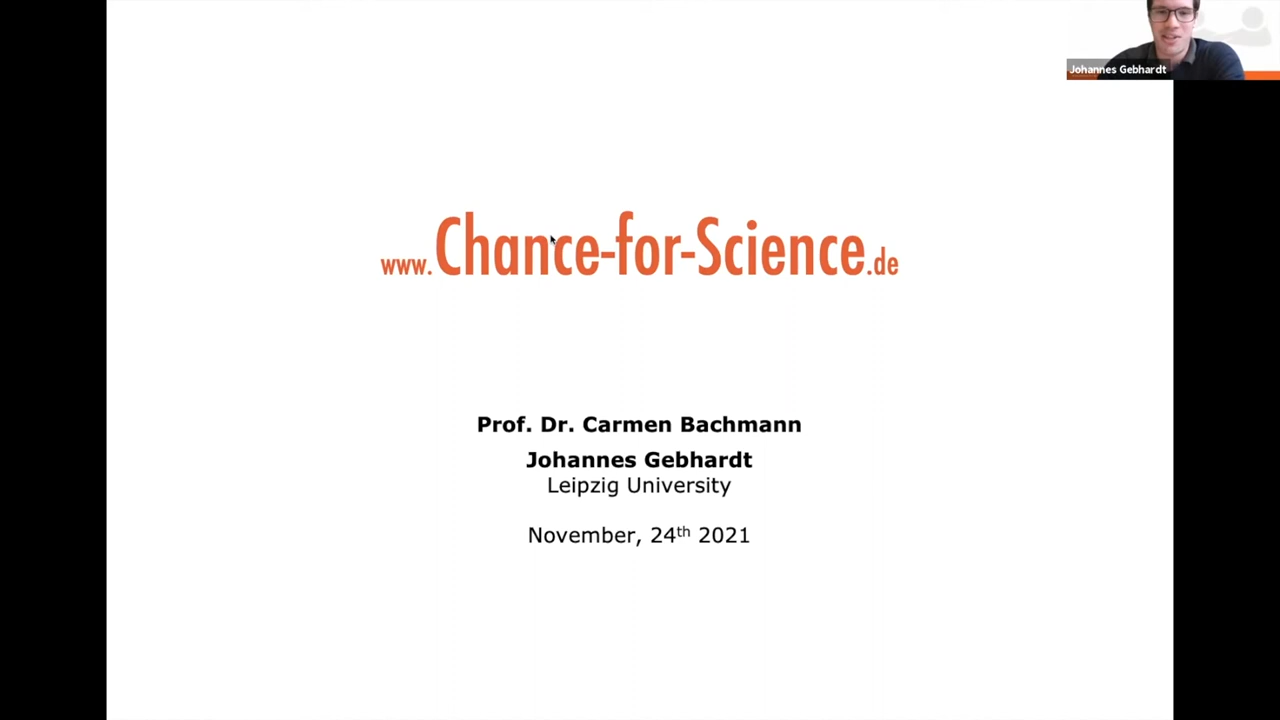 Johannes Gebhardt
www.Chance-for-Science.de
Prof. Dr. Carmen Bachmann
Johannes Gebhardt
Leipzig University
November, 24th 2021